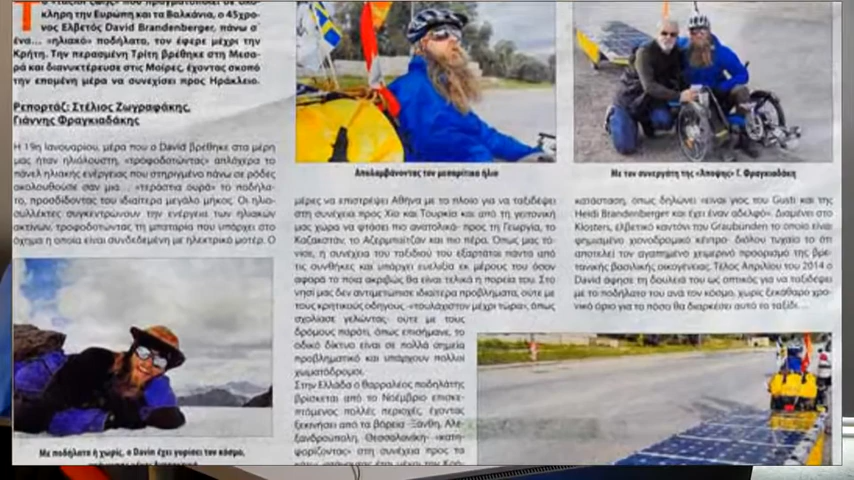 Τ ο «ταξίδι ζωής» που πραγματοποιεί σε ολό-
κληρη την Ευρώπη και τα Βαλκάνια, ο 45χρο-
νος Ελβετός David Brandenberger, πάνω σ'
ένα... «ηλιακό» ποδήλατο, τον έφερε μέχρι την
Κρήτη. Την περασμένη Τρίτη βρέθηκε στη Μεσα-
ρά και διανυκτέρευσε στις Μοίρες, έχοντας σκοπό
την επομένη μέρα να συνεχίσει προς Ηράκλειο.
Ρεπορτάζ: Στέλιος Ζωγραφάκης,
Γιάννης Φραγκιαδάκης
Η 19η Ιανουαρίου, μέρα που ο David βρέθηκε στα μέρη
μας ήταν ηλιόλουστη, «τροφοδοτώντας» απλόχερα το
πάνελ ηλιακής ενέργειας που στηριγμένο πάνω σε ρόδες
ακολουθούσε σαν μια... «τεράστια ουρά» το ποδήλα-
το, προσδίδοντας του ιδιαίτερα μεγάλο μήκος. Οι ηλιο-
συλλέκτες συγκεντρώνουν την ενέργεια των ηλιακών
ακτίνων, τροφοδοτώντας τη μπαταρία που υπάρχει στο
όχημα η οποία είναι συνδεδεμένη με ηλεκτρικό μοτέρ. Ο
Με ποδήλατο ή χωρίς, ο Davin έχει γυρίσει τον κόσμο,
Απολαμβάνοντας τον μεσαρίτικο ήλιο
μέρες να επιστρέψει Αθήνα με το πλοίο για να ταξιδέψει
στη συνέχεια προς Χίο και Τουρκία και από τη γειτονική
μας χώρα να φτάσει πιο ανατολικά- προς τη Γεωργία, το
Καζακστάν, το Αζερμπαϊτζάν και πιο πέρα. Όπως μας τό-
νισε, η συνέχεια του ταξιδιού του εξαρτάται πάντα από
τις συνθήκες και υπάρχει ευελιξία εκ μέρους του όσον
αφορά το ποια ακριβώς θα είναι τελικά η πορεία του. Στο
νησί μας δεν αντιμετώπισε ιδιαίτερα προβλήματα, ούτε με
τους κρητικούς οδηγούς -«τουλάχιστον μέχρι τώρα», όπως
σχολίασε γελώντας- ούτε με τους
δρόμους παρότι, όπως επισήμανε, το
οδικό δίκτυο είναι σε πολλά σημεία
προβληματικό και υπάρχουν πολλοί
χωματόδρομοι.
Στην Ελλάδα ο θαρραλέος ποδηλάτης
βρίσκεται από το Νοέμβριο επισκε-
πτόμενος πολλές περιοχές, έχοντας
ξεκινήσει από τα βόρεια -Ξάνθη, Αλε-
ξανδρούπολη, Θεσσαλονίκη- «κατη-
φορίζοντας» στη συνέχεια προς τα
Με τον συνεργάτη της «Άποψης» Γ. Φραγκιαδάκη
κατάσταση, όπως δηλώνει «είναι γιος του Gusti και της
Heidi Brandenberger και έχει έναν αδελφό». Διαμένει στο
Klosters, ελβετικό καντόνι του Graubünden το οποίο είναι
φημισμένο χιονοδρομικό κέντρο- διόλου τυχαίο το ότι
αποτελεί τον αγαπημένο χειμερινό προορισμό της βρε-
τανικής βασιλικής οικογένειας. Τέλος Απριλίου του 2014 ο
David άφησε τη δουλειά του ως οπτικός για να ταξιδέψει
με το ποδήλατό του ανά τον κόσμο, χωρίς ξεκάθαρο χρο-
νικό όριο για το πόσο θα διαρκέσει αυτό το ταξίδι...